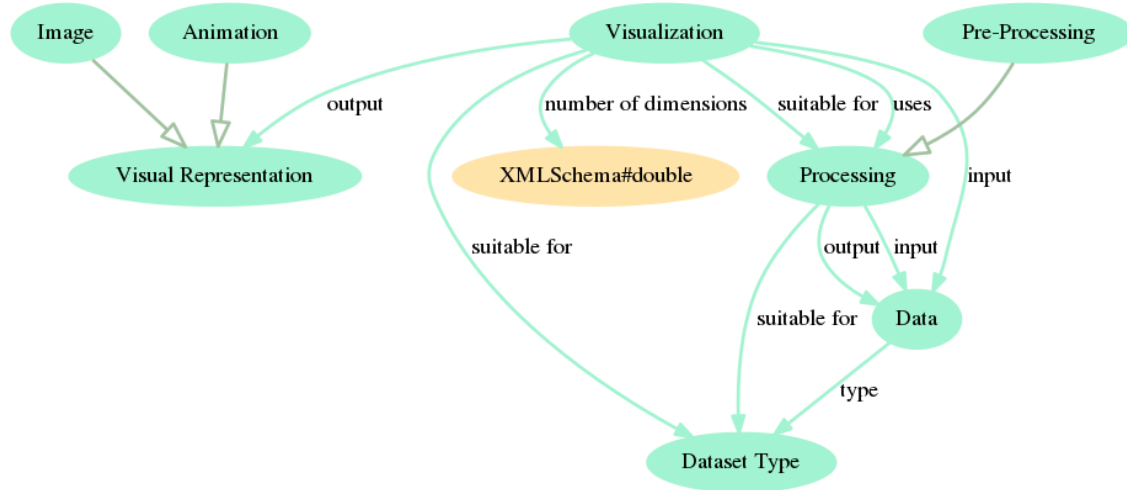 Image
Animation
Visualization
Pre-Processing
output
number of dimensions
suitable for
uses
Visual Representation
XMLSchema#double
Processing
input
suitable for
output
input
suitable for
Data
type
Dataset Type